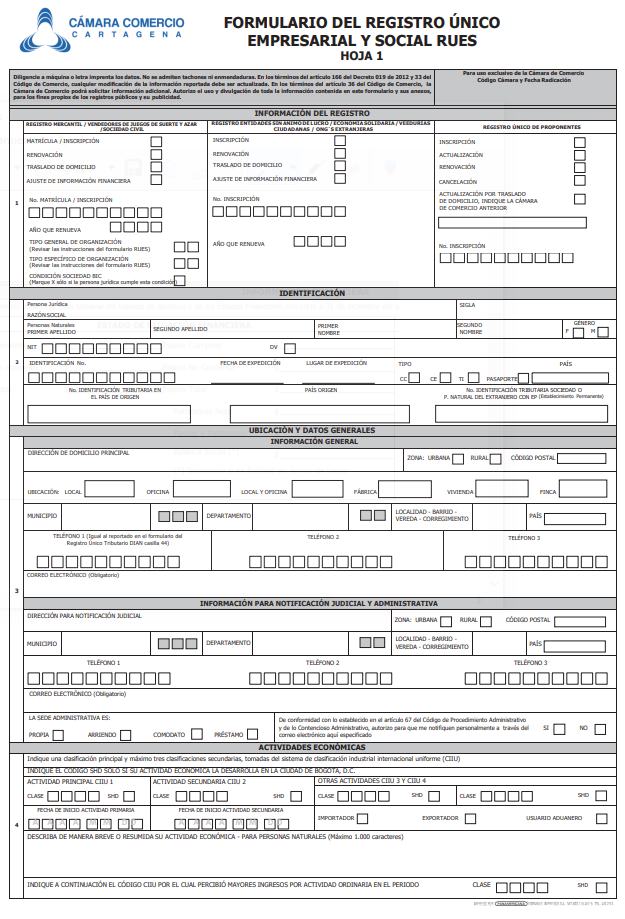 CÁMARA COMERCIO
CARTAGENA
FORMULARIO DEL REGISTRO ÚNICO
EMPRESARIAL Y SOCIAL RUES
HOJA 1
Diligencie a máquina o letra imprenta los datos. No se admiten tachones ni enmendaduras. En los términos del artículo 166 del Decreto 019 de 2012 y 33 del
Código de Comercio, cualquier modificación de la información reportada debe ser actualizada. En los términos del artículo 36 del Código de Comercio, la
Cámara de Comercio podrá solicitar información adicional. Autorizo el uso y divulgación de toda la información contenida en este formulario y sus anexos,
para los fines propios de los registros públicos y su publicidad.
Para uso exclusivo de la Cámara de Comercio
Código Cámara y Fecha Radicación
INFORMACIÓN DEL REGISTRO
1
REGISTRO MERCANTIL / VENDEDORES DE JUEGOS DE SUERTE Y AZAR
/SOCIEDAD CIVIL
MATRÍCULA / INSCRIPCIÓN
RENOVACIÓN
TRASLADO DE DOMICILIO
AJUSTE DE INFORMACIÓN FINANCIERA
No. MATRÍCULA / INSCRIPCIÓN
AÑO QUE RENUEVA
TIPO GENERAL DE ORGANIZACIÓN
(Revisar las instrucciones del formulario RUES)
TIPO ESPECÍFICO DE ORGANIZACIÓN
(Revisar las instrucciones del formulario RUES)
CONDICIÓN SOCIEDAD BIC
(Marque X sólo si la persona jurídica cumple esta condición)
REGISTRO ENTIDADES SIN ÁNIMO DE LUCRO / ECONOMIA SOLIDARIA / VEEDURIAS
CIUDADANAS / ONG´S EXTRANJERAS
INSCRIPCIÓN
RENOVACIÓN
TRASLADO DE DOMICILIO
AJUSTE DE INFORMACIÓN FINANCIERA
No. INSCRIPCIÓN
AÑO QUE RENUEVA
REGISTRO ÚNICO DE PROPONENTES
INSCRIPCIÓN
ACTUALIZACIÓN
RENOVACIÓN
CANCELACIÓN
ACTUALIZACIÓN POR TRASLADO
DE DOMICILIO, INDIQUE LA CÁMARA
DE COMERCIO ANTERIOR
No. INSCRIPCIÓN
IDENTIFICACIÓN
2
Persona Jurídica
RAZÓN SOCIAL
SIGLA
Personas Naturales
PRIMER APELLIDO
SEGUNDO APELLIDO
PRIMER
NOMBRE
SEGUNDO
NOMBRE
GÉNERO
F M
NIT DV
IDENTIFICACIÓN No. FECHA DE EXPEDICIÓN LUGAR DE EXPEDICIÓN TIPO PAÍS
CC CE TI PASAPORTE
No. IDENTIFICACIÓN TRIBUTARIA EN
EL PAÍS DE ORIGEN
PAÍS ORIGEN
No. IDENTIFICACIÓN TRIBUTARIA SOCIEDAD O
P. NATURAL DEL EXTRANJERO CON EP (Establecimiento Permanente)
UBICACIÓN Y DATOS GENERALES
INFORMACIÓN GENERAL
3
DIRECCIÓN DE DOMICILIO PRINCIPAL
ZONA: URBANA RURAL CÓDIGO POSTAL
UBICACIÓN: LOCAL OFICINA LOCAL Y OFICINA FÁBRICA VIVIENDA FINCA
MUNICIPIO DEPARTAMENTO
LOCALIDAD - BARRIO -
VEREDA - CORREGIMIENTO
PAÍS
TELÉFONO 1 (Igual al reportado en el formulario del
Registro Único Tributario DIAN casilla 44)
TELÉFONO 2
TELÉFONO 3
CORREO ELECTRÓNICO (Obligatorio)
INFORMACIÓN PARA NOTIFICACIÓN JUDICIAL Y ADMINISTRATIVA
DIRECCIÓN PARA NOTIFICACIÓN JUDICIAL
ZONA: URBANA RURAL CÓDIGO POSTAL
MUNICIPIO DEPARTAMENTO
LOCALIDAD - BARRIO -
VEREDA - CORREGIMIENTO
PAÍS
TELÉFONO 1 TELÉFONO 2 TELÉFONO 3
CORREO ELECTRÓNICO (Obligatorio)
LA SEDE ADMINISTRATIVA ES:
PROPIA ARRIENDO COMODATO PRÉSTAMO
De conformidad con lo establecido en el artículo 67 del Código de Procedimiento Administrativo
y de lo Contencioso Administrativo, autorizo para que me notifiquen personalmente a través del
correo electrónico aquí especificado
SI NO
ACTIVIDADES ECONÓMICAS
4
Indique una clasificación principal y máximo tres clasificaciones secundarias, tomadas del sistema de clasificación industrial internacional uniforme (CIIU)
INDIQUE EL CÓDIGO SHD SOLO SI SU ACTIVIDAD ECONÓMICA LA DESARROLLA EN LA CIUDAD DE BOGOTÁ, D.C.
ACTIVIDAD PRINCIPAL CIIU 1
ACTIVIDAD SECUNDARIA CIIU 2
OTRAS ACTIVIDADES CIIU 3 Y CIIU 4
CLASE SHD CLASE SHD CLASE SHD CLASE SHD
FECHA DE INICIO ACTIVIDAD PRIMARIA
A A A A M M D D
FECHA DE INICIO ACTIVIDAD SECUNDARIA
A A A A M M D D
IMPORTADOR EXPORTADOR USUARIO ADUANERO
DESCRIBA DE MANERA BREVE O RESUMIDA SU ACTIVIDAD ECONÓMICA - PARA PERSONAS NATURALES (Máximo 1.000 caracteres)
INDIQUE A CONTINUACIÓN EL CÓDIGO CIIU POR EL CUAL PERCIBIÓ MAYORES INGRESOS POR ACTIVIDAD ORDINARIA EN EL PERIODO CLASE SHD